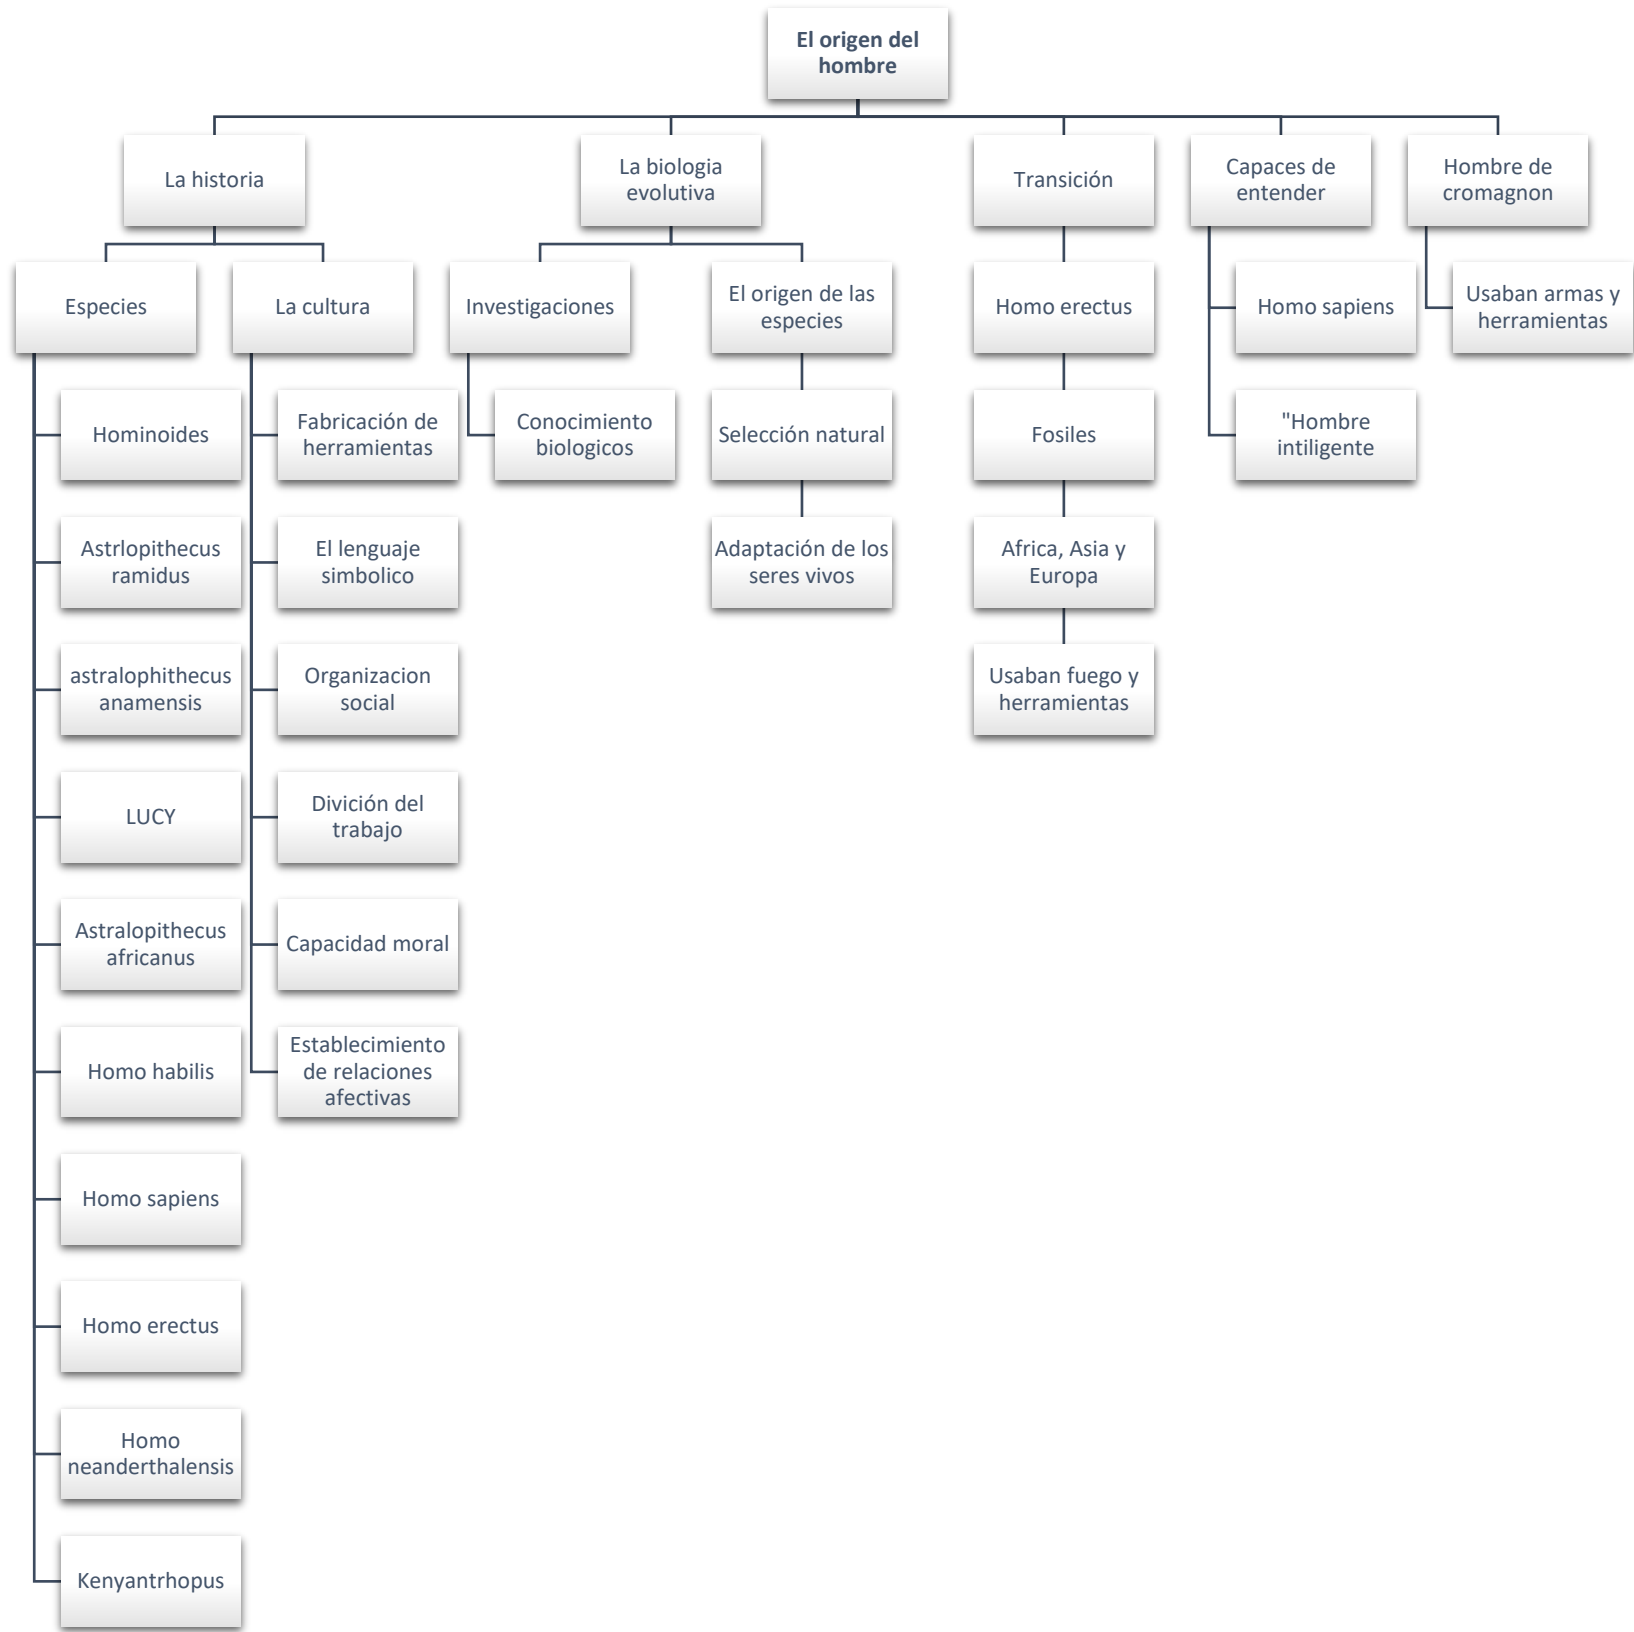 El origen del
hombre
La historia
La biologia
evolutiva
Transición
Capaces de
entender
Hombre de
cromagnon
Especies
La cultura
Investigaciones
El origen de las
especies
Homo erectus
Homo sapiens
Usaban armas y
herramientas
Hominoides
Fabricación de
herramientas
Conocimiento
biologicos
Selección natural
Fosiles
"Hombre
intiligente
Astrlopithecus
ramidus
El lenguaje
simbolico
Adaptación de los
seres vivos
Africa, Asia y
Europa
astralophithecus
anamensis
Organizacion
social
Usaban fuego y
herramientas
LUCY
Divición del
trabajo
Astralopithecus
africanus
Capacidad moral
Homo habilis
Establecimiento
de relaciones
afectivas
Homo sapiens
Homo erectus
Homo
neanderthalensis
Kenyantrhopus